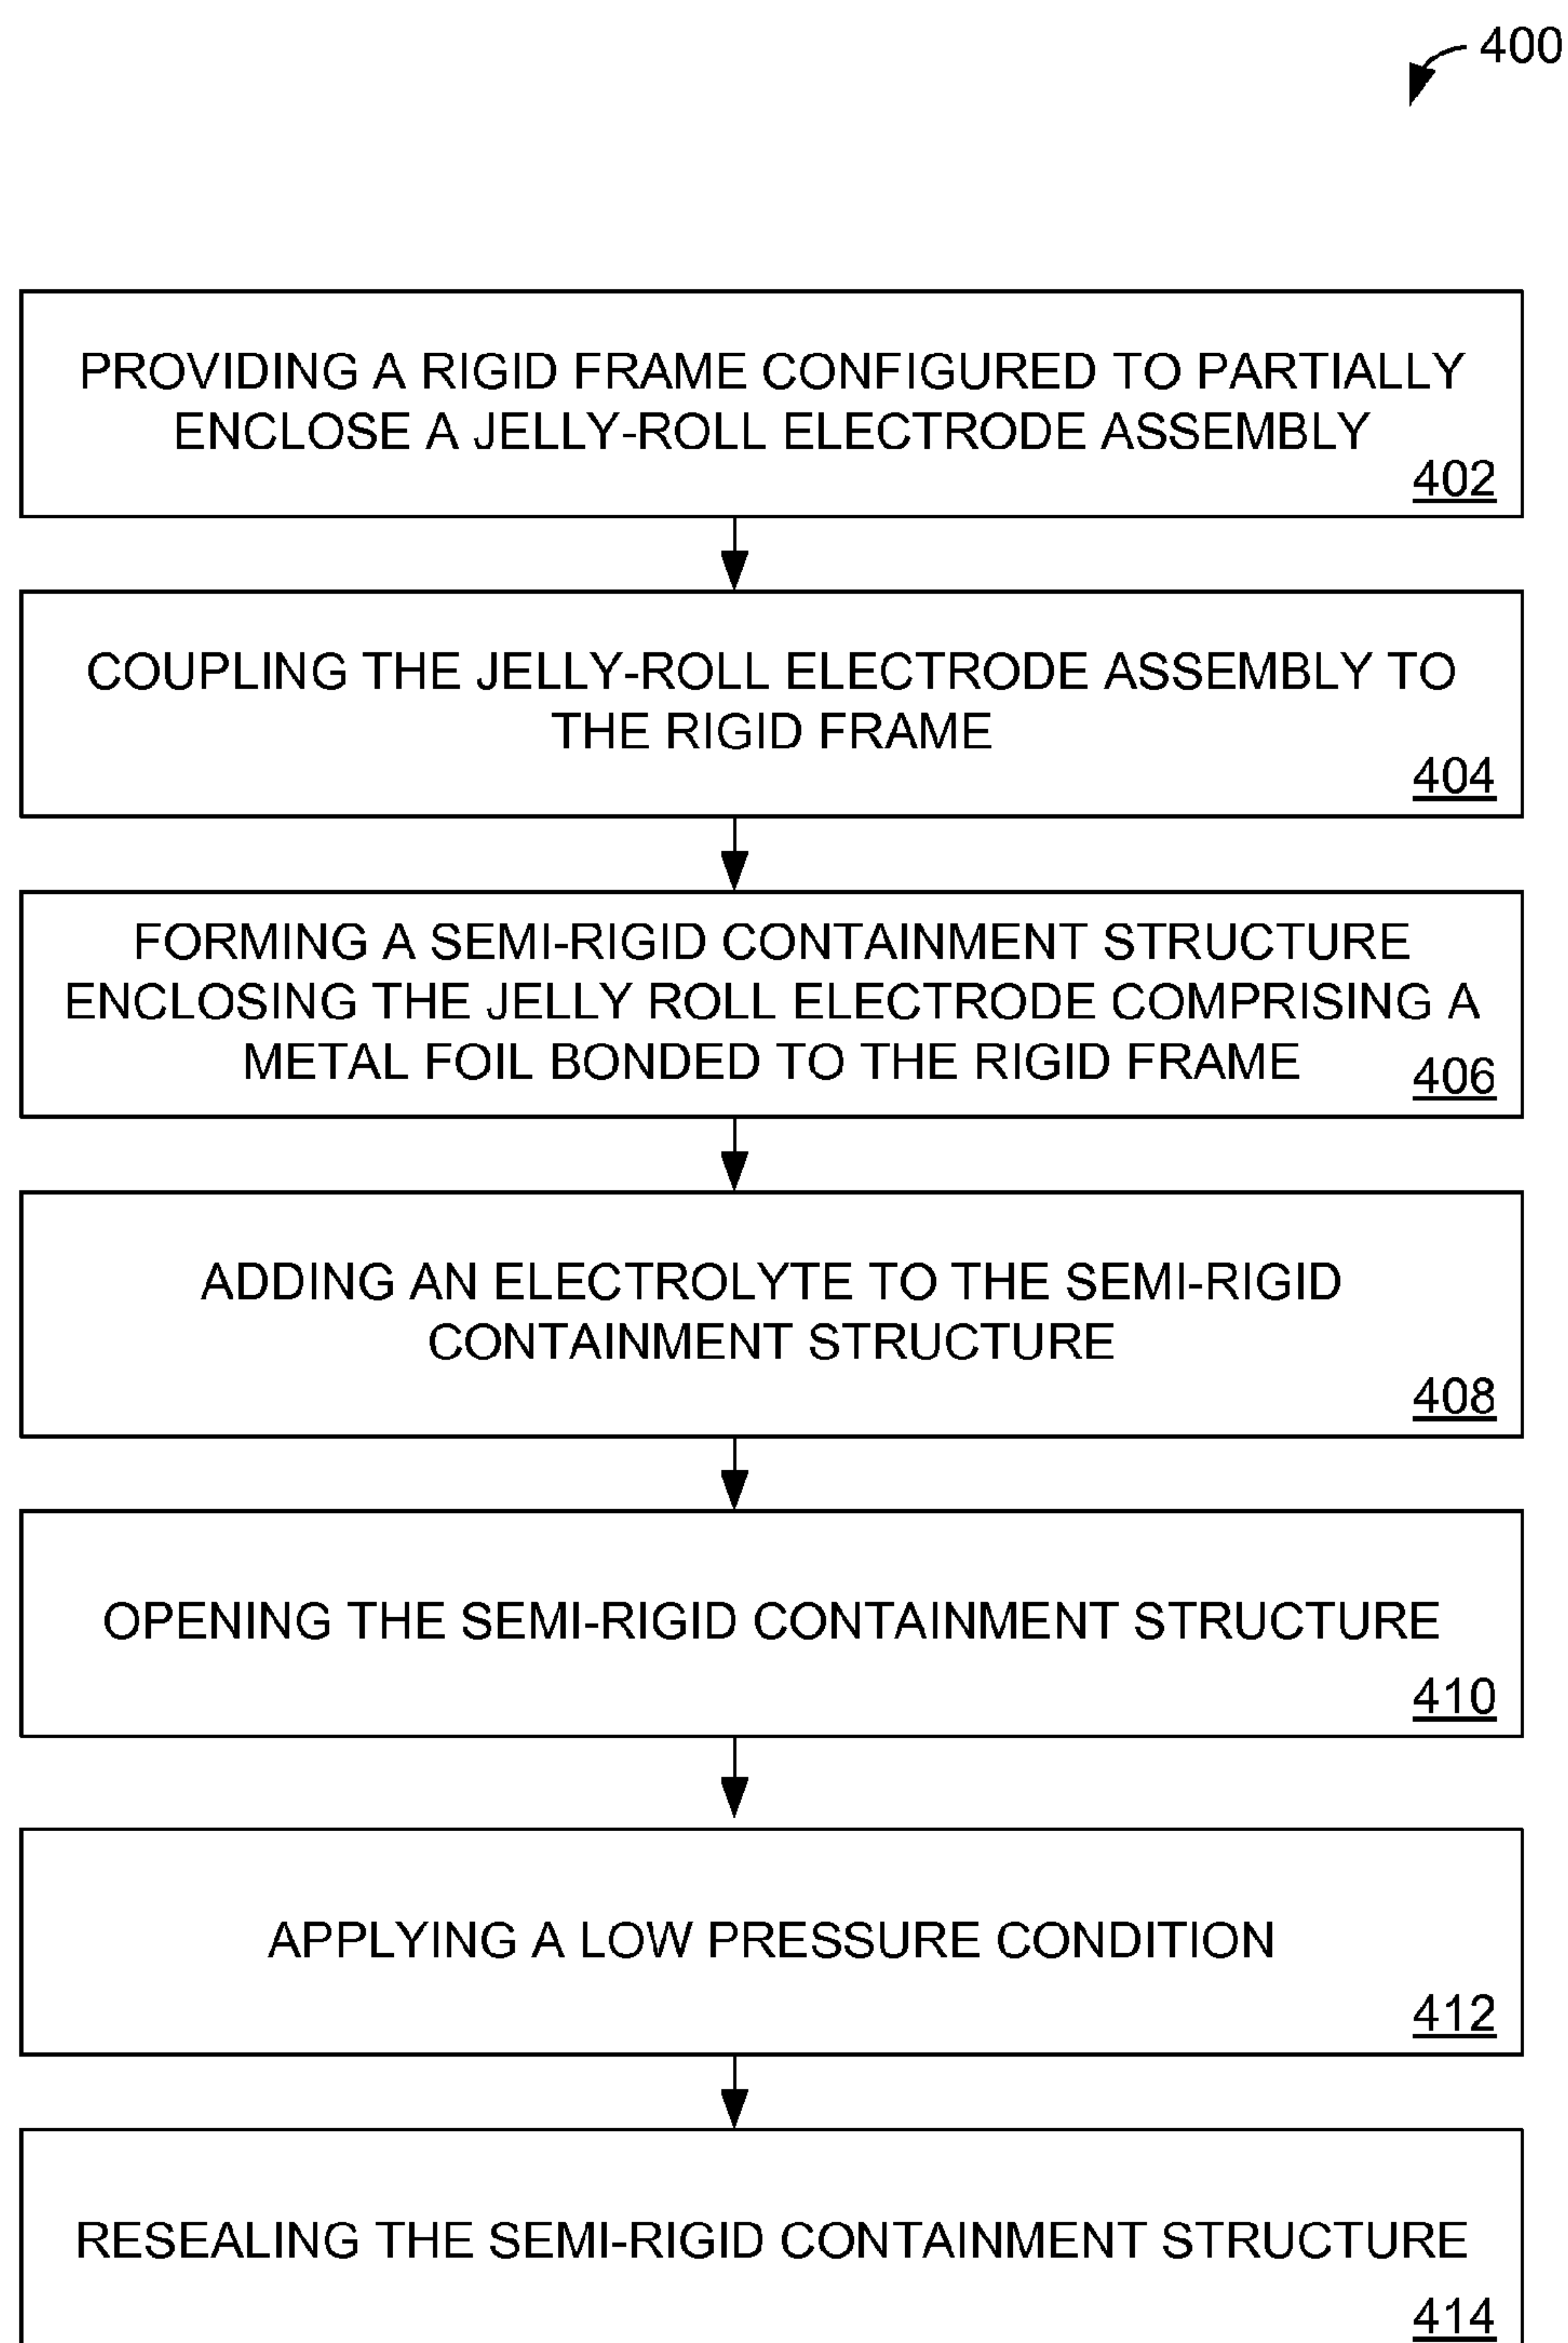 400
PROVIDING A RIGID FRAME CONFIGURED TO PARTIALLY
ENCLOSE A JELLY-ROLL ELECTRODE ASSEMBLY
402
COUPLING THE JELLY-ROLL ELECTRODE ASSEMBLY TO
THE RIGID FRAME
404
FORMING A SEMI-RIGID CONTAINMENT STRUCTURE
ENCLOSING THE JELLY ROLL ELECTRODE COMPRISING A
METAL FOIL BONDED TO THE RIGID FRAME
406
ADDING AN ELECTROLYTE TO THE SEMI-RIGID
CONTAINMENT STRUCTURE
408
OPENING THE SEMI-RIGID CONTAINMENT STRUCTURE
410
APPLYING A LOW PRESSURE CONDITION
412
RESEALING THE SEMI-RIGID CONTAINMENT STRUCTURE
414